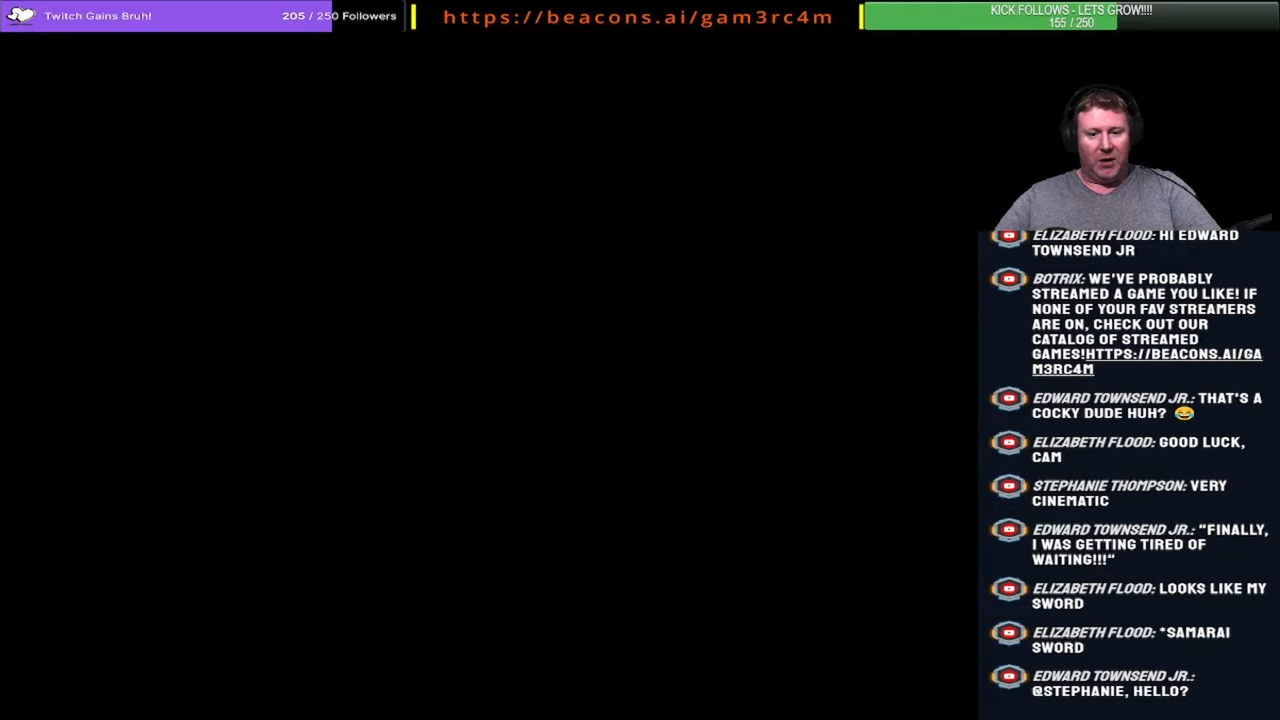 Twitch Gains Bruh!
205 / 250 Followers
https://beacons.ai/gam3rc4m
KICK FOLLOWS - LETS GROW!!!!
155 / 250
ELIZABETH FLOOD: HI EDWARD
TOWNSEND JR
BOTRIX: WE'VE PROBABLY
STREAMED A GAME YOU LIKE! IF
NONE OF YOUR FAV STREAMERS
ARE ON, CHECK OUT OUR
CATALOG OF STREAMED
GAMES!HTTPS://BEACONS.AI/GA
M3RC4M
EDWARD TOWNSEND JR.: THAT'S A
COCKY DUDE HUH? 😂
ELIZABETH FLOOD: GOOD LUCK,
CAM
STEPHANIE THOMPSON: VERY
CINEMATIC
EDWARD TOWNSEND JR.: "FINALLY,
I WAS GETTING TIRED OF
WAITING!!!"
ELIZABETH FLOOD: LOOKS LIKE MY
SWORD
ELIZABETH FLOOD: *SAMARAI
SWORD
EDWARD TOWNSEND JR.:
@STEPHANIE, HELLO?